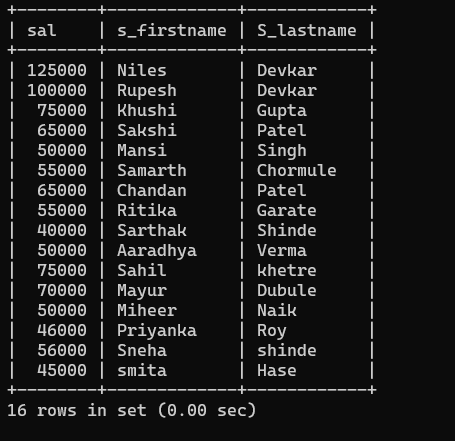 +--------+-------------+------------+
| sal    | s_firstname | S_lastname |
+--------+-------------+------------+
| 125000 | Niles       | Devkar     |
| 100000 | Rupesh      | Devkar     |
|  75000 | Khushi      | Gupta      |
|  65000 | Sakshi      | Patel      |
|  50000 | Mansi       | Singh      |
|  55000 | Samarth     | Chormule   |
|  65000 | Chandan     | Patel      |
|  55000 | Ritika      | Garate     |
|  40000 | Sarthak     | Shinde     |
|  50000 | Aaradhya    | Verma      |
|  75000 | Sahil       | khetre     |
|  70000 | Mayur       | Dubule     |
|  50000 | Miheer      | Naik       |
|  46000 | Priyanka    | Roy        |
|  56000 | Sneha       | shinde     |
|  45000 | smita       | Hase       |
+--------+-------------+------------+
16 rows in set (0.00 sec)